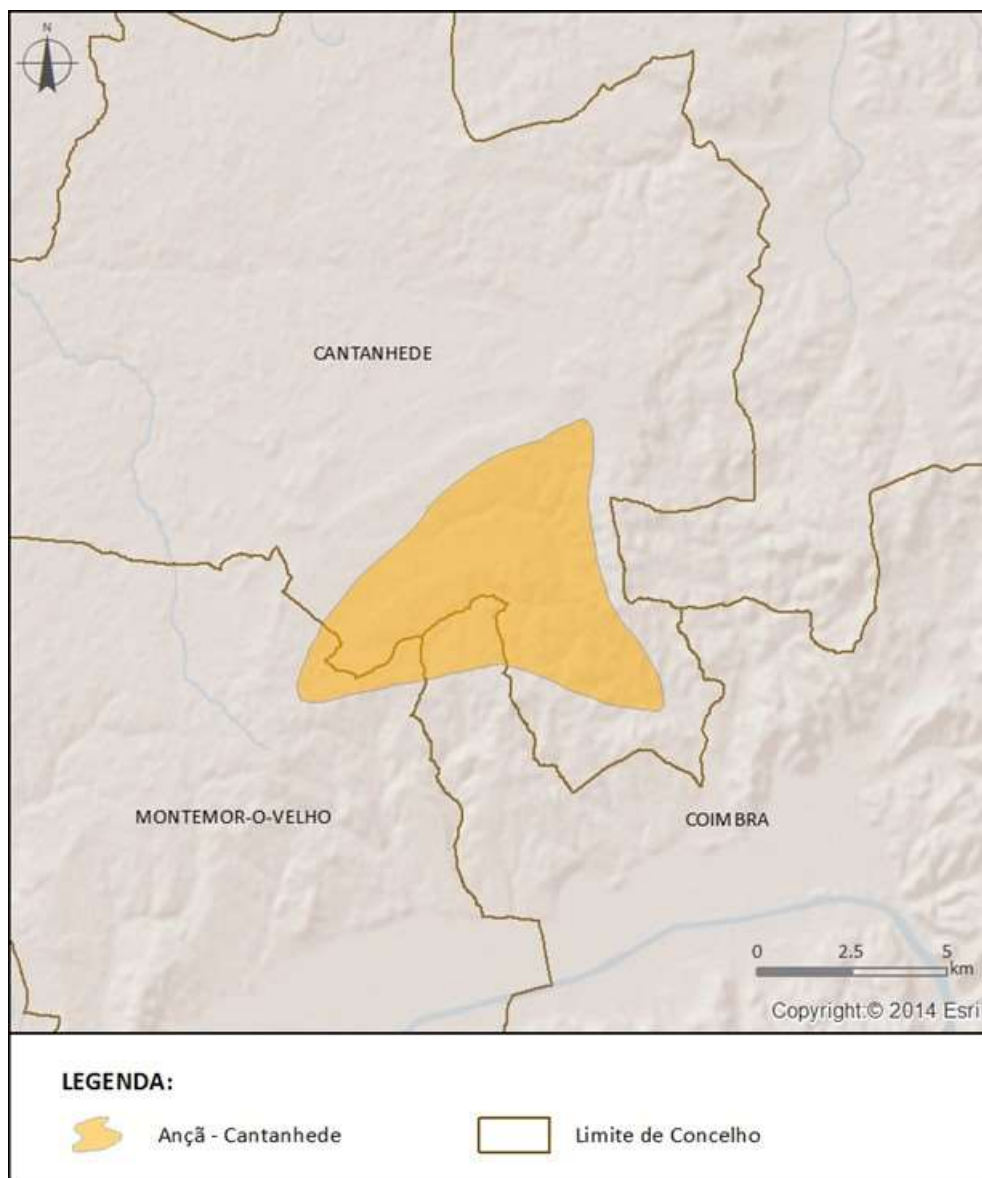 N
CANTANHEDE
MONTEMOR-O-VELHO
COIMBRA
0 2.5 5
km
Copyright:© 2014 Esri
LEGENDA:
Ançã - Cantanhede
Limite de Concelho